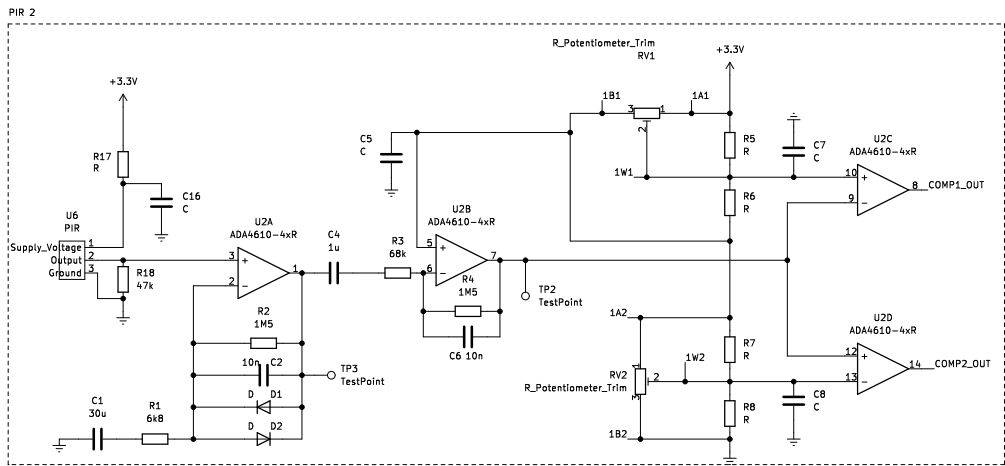 PIR 2
R_Potentiometer_Trim
RV1
+3.3V
+3.3V
1B1
3
1
1A1
2
R5
R
C7
C
U2C
ADA4610-4xR
C5
C
R17
R
1W1
10
+
8
COMP1_OUT
9
−
C16
C
R6
R
U6
PIR
U2A
ADA4610-4xR
C4
1u
R3
68k
U2B
ADA4610-4xR
Supply_Voltage
1
Output
2
Ground
3
R18
47k
3
+
1
2
−
5
+
7
6
−
R4
1M5
TP2
TestPoint
C6 10n
R2
1M5
10n
C2
TP3
TestPoint
D
D1
D
D2
C1
30u
R1
6k8
1A2
1
RV2
2
R_Potentiometer_Trim
3
1W2
1B2
R7
R
R8
R
C8
C
U2D
ADA4610-4xR
12
+
14
COMP2_OUT
13
−